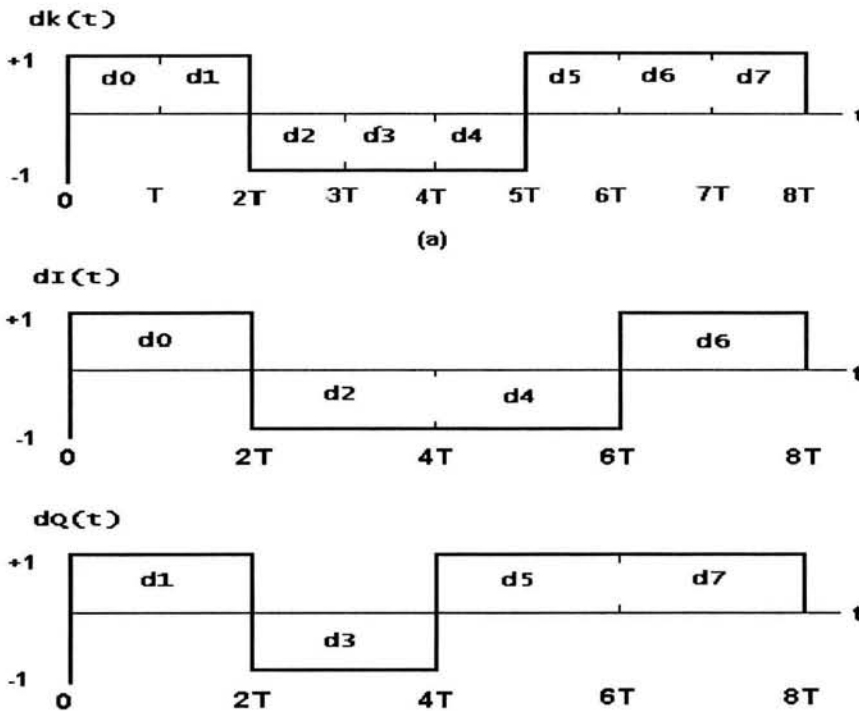 dk(t)
+1
d0 d1 d5 d6 d7
t
d2 d3 d4
-1
0 T 2T 3T 4T 5T 6T 7T 8T
(a)
dI(t)
+1
d0 d6
t
d2 d4
-1
0 2T 4T 6T 8T
dQ(t)
+1
d1 d5 d7
t
d3
-1
0 2T 4T 6T 8T